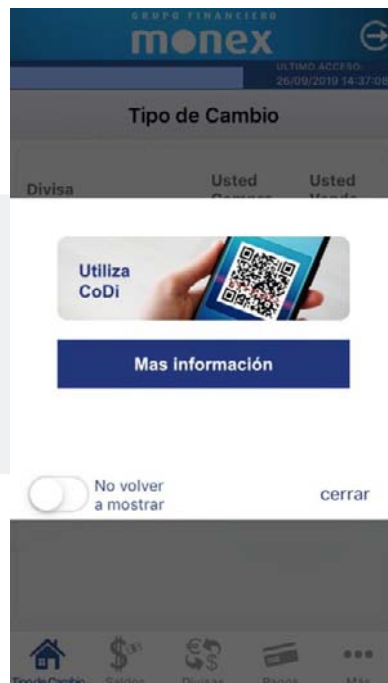 GRUPO FINANCIERO
monex
ULTIMO ACCESO:
26/09/2019 14:37:08
Tipo de Cambio
Divisa
Usted
Usted
Utiliza
CoDi
Mas información
No volver
a mostrar
cerrar
Tipo de Cambio
Saldos
Divisas
Pagos
Más